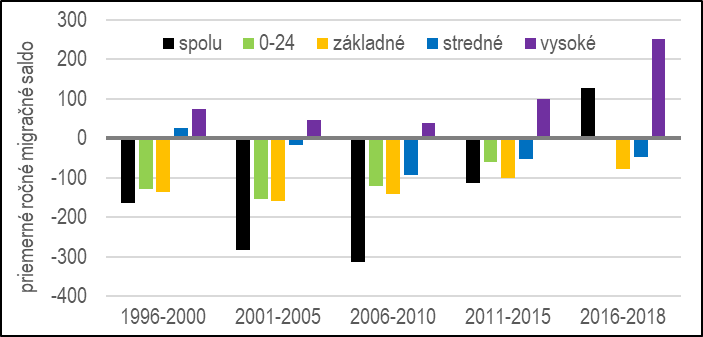 300
spolu 0-24 základné stredné vysoké
200
100
0
-100
-200
-300
-400
priemerné ročné migračné saldo
1996-2000 2001-2005 2006-2010 2011-2015 2016-2018